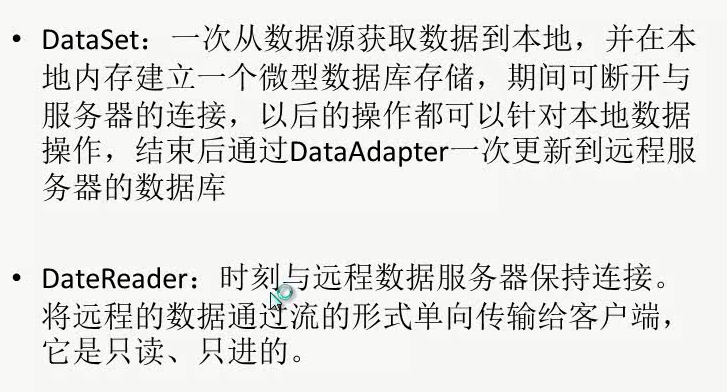 • DataSet：一次从数据源获取数据到本地，并在本
地内存建立一个微型数据库存储，期间可断开与
服务器的连接，以后的操作都可以针对本地数据
操作，结束后通过DataAdapter一次更新到远程服
务器的数据库
• DateReader：时刻与远程数据服务器保持连接。
将远程的数据通过流的形式单向传输给客户端，
它是只读、只进的。